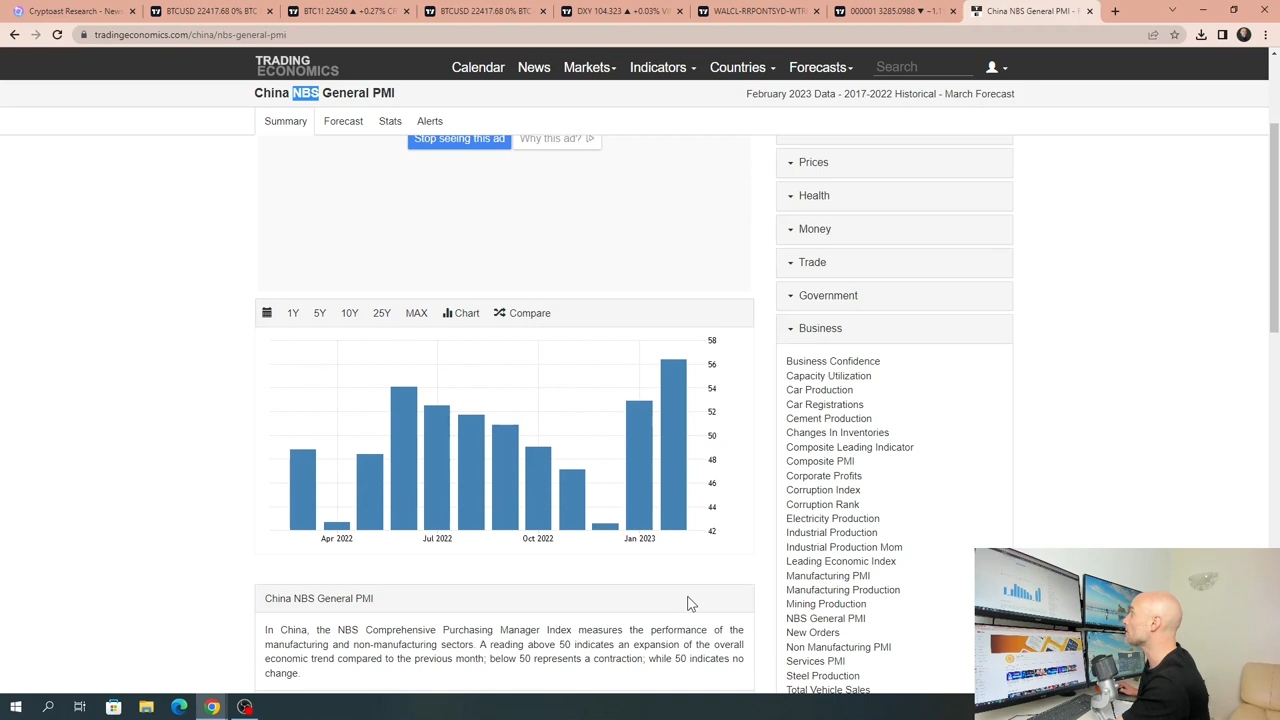 Cryptoast Research - New
BTCUSD 22417.68 0% BTC
BTC1! 22450 ▲ +0.27% CR
BTCUSD 22417.68 0% BTC
DXY 104.323 ▲ +0.03% Vi
WALCL-RRPONTSYD-WTRA
000001 3285.0988 ▼ −1.1
China NBS General PMI -
tradingeconomics.com/china/nbs-general-pmi
TRADING
ECONOMICS
Calendar News Markets Indicators Countries Forecasts Search
China NBS General PMI
February 2023 Data - 2017-2022 Historical - March Forecast
Summary Forecast Stats Alerts
Stop seeing this ad Why this ad?
Prices
Health
Money
Trade
Government
Business
1Y 5Y 10Y 25Y MAX Chart Compare
58
56
54
52
50
48
46
44
42
Apr 2022 Jul 2022 Oct 2022 Jan 2023
Business Confidence
Capacity Utilization
Car Production
Car Registrations
Cement Production
Changes In Inventories
Composite Leading Indicator
Composite PMI
Corporate Profits
Corruption Index
Corruption Rank
Electricity Production
Industrial Production
Industrial Production Mom
Leading Economic Index
Manufacturing PMI
Manufacturing Production
Mining Production
NBS General PMI
New Orders
Non Manufacturing PMI
Services PMI
Steel Production
Total Vehicle Sales
China NBS General PMI
In China, the NBS Comprehensive Purchasing Manager Index measures the performance of the
manufacturing and non-manufacturing sectors. A reading above 50 indicates an expansion of the overall
economic trend compared to the previous month; below 50 represents a contraction; while 50 indicates no
change.